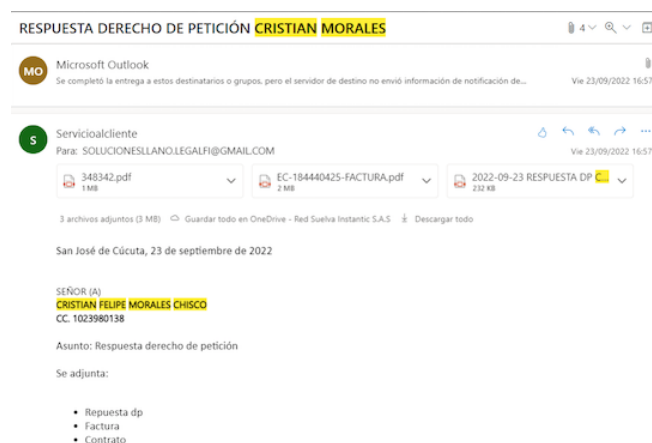 RESPUESTA DERECHO DE PETICIÓN CRISTIAN MORALES
4
MO
Microsoft Outlook
Se completó la entrega a estos destinatarios o grupos, pero el servidor de destino no envió información de notificación de...
Vie 23/09/2022 16:57
S
Servicioalcliente
Para: SOLUCIONESLLANO.LEGALFI@GMAIL.COM
Vie 23/09/2022 16:57
348342.pdf
1 MB
EC-184440425-FACTURA.pdf
2 MB
2022-09-23 RESPUESTA DP C...
232 KB
3 archivos adjuntos (3 MB) Guardar todo en OneDrive - Red Suelva Instantic S.A.S Descargar todo
San José de Cúcuta, 23 de septiembre de 2022
SEÑOR (A)
CRISTIAN FELIPE MORALES CHISCO
CC. 1023980138
Asunto: Respuesta derecho de petición
Se adjunta:
• Repuesta dp
• Factura
• Contrato